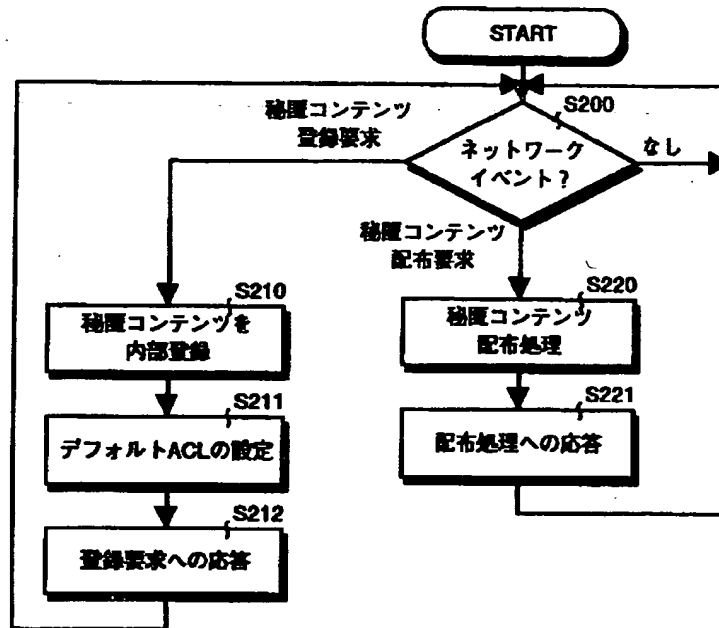 START
S200
ネットワーク
イベント?
秘匿コンテンツ
登録要求
なし
秘匿コンテンツ
配布要求
S210
秘匿コンテンツを
内部登録
S211
デフォルトACLの設定
S212
登録要求への応答
S220
秘匿コンテンツ
配布処理
S221
配布処理への応答